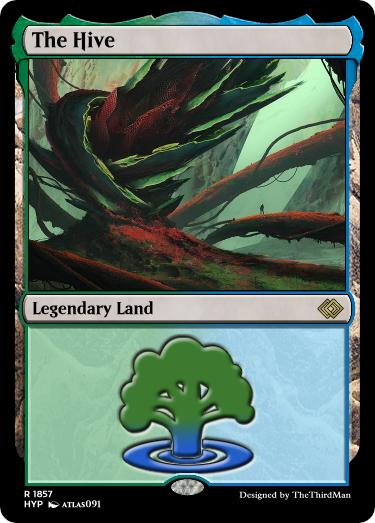 The Hive
Legendary Land
R 1857
HYP ATLAS091
Designed by TheThirdMan